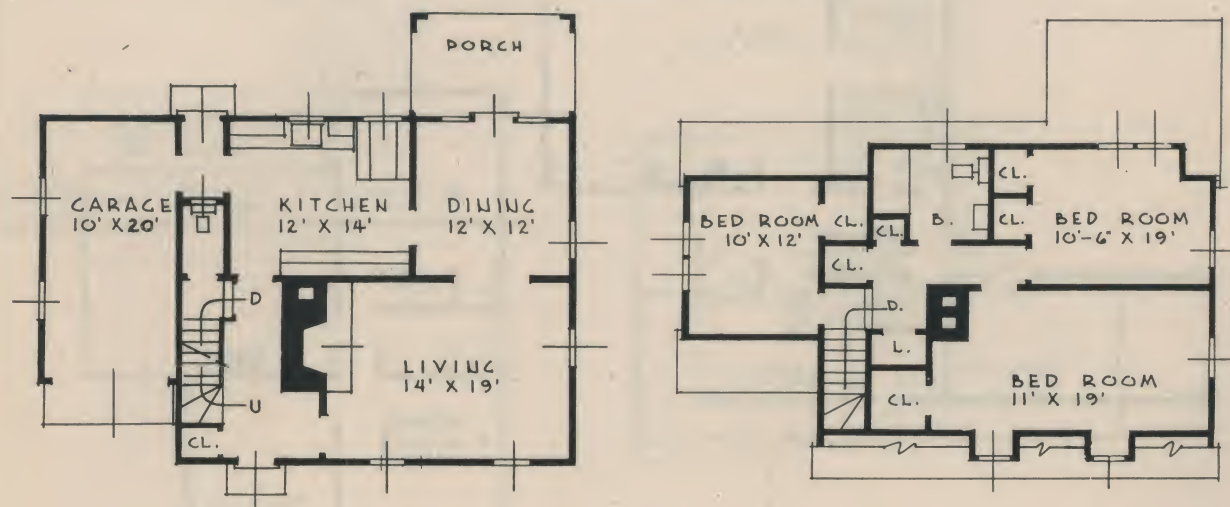 PORCH
GARAGE
10' X 20'
KITCHEN
12' X 14'
DINING
12' X 12'
D
LIVING
14' X 19'
U
CL.
BED ROOM
10' X 12'
CL.
CL.
B.
CL.
CL.
BED ROOM
10'-6" X 19'
CL.
D.
L.
CL.
BED ROOM
11' X 19'